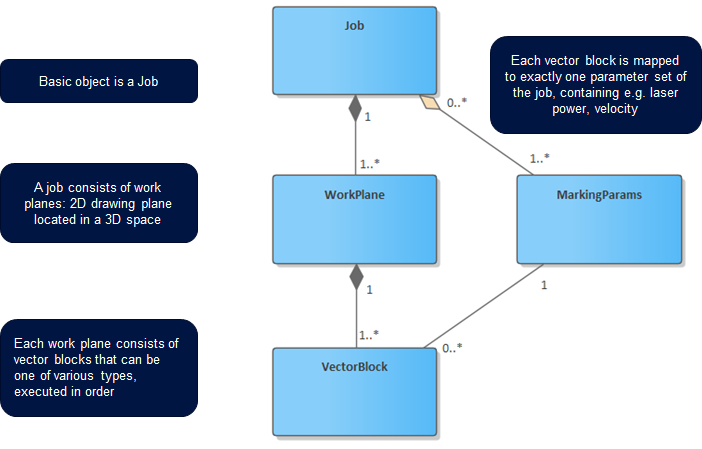 Job
Basic object is a Job
Each vector block is mapped
to exactly one parameter set of
the job, containing e.g. laser
power, velocity
1
0..*
1..*
1..*
A job consists of work
planes: 2D drawing plane
located in a 3D space
WorkPlane
MarkingParams
1
1
1..*
0..*
Each work plane consists of
vector blocks that can be
one of various types,
executed in order
VectorBlock